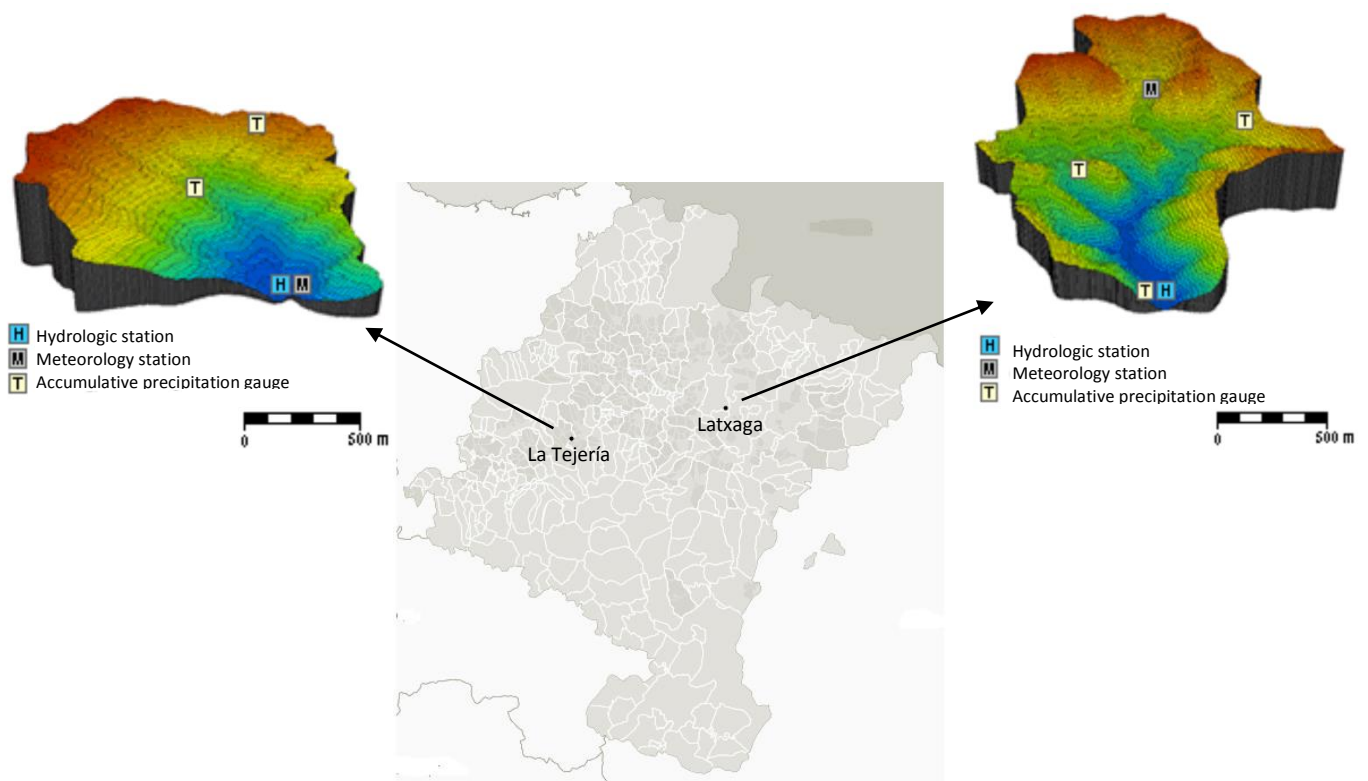 T
T
H M
H Hydrologic station
M Meteorology station
T Accumulative precipitation gauge
0 500 m
M
T
T
T H
H Hydrologic station
M Meteorology station
T Accumulative precipitation gauge
0 500 m
Latxaga
La Tejería